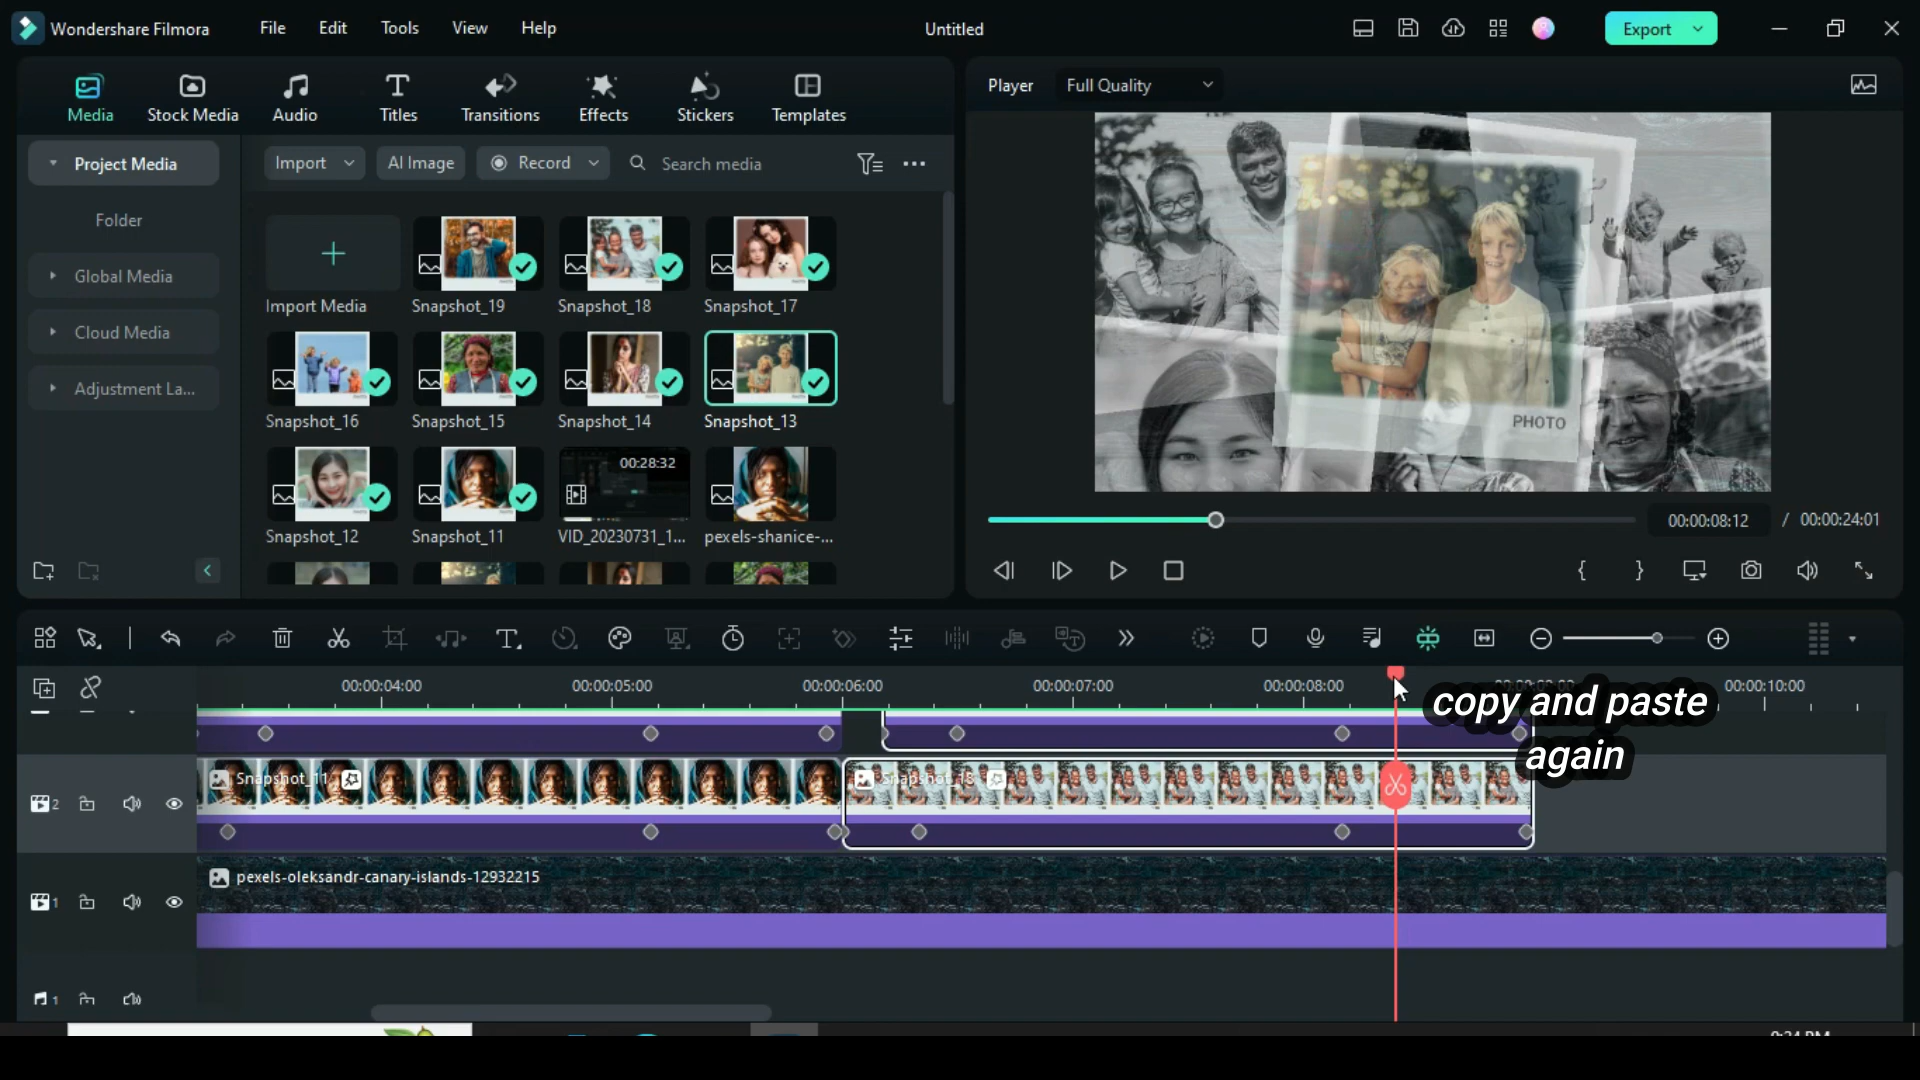 Wondershare Filmora
File
Edit
Tools
View
Help
Untitled
Export
Media
Stock Media
Audio
Titles
Transitions
Effects
Stickers
Templates
Player
Full Quality
Project Media
Folder
Global Media
Cloud Media
Adjustment La...
Import
AI Image
Record
Search media
Import Media
Snapshot_19
Snapshot_18
Snapshot_17
Snapshot_16
Snapshot_15
Snapshot_14
Snapshot_13
00:28:32
Snapshot_12
Snapshot_11
VID_20230731_1...
pexels-shanice-...
PHOTO
00:00:08:12 / 00:00:24:01
00:00:04:00
00:00:05:00
00:00:06:00
00:00:07:00
00:00:08:00
00:00:10:00
copy and paste
again
Snapshot_11
Snapshot_18
2
pexels-oleksandr-canary-islands-12932215
1
1